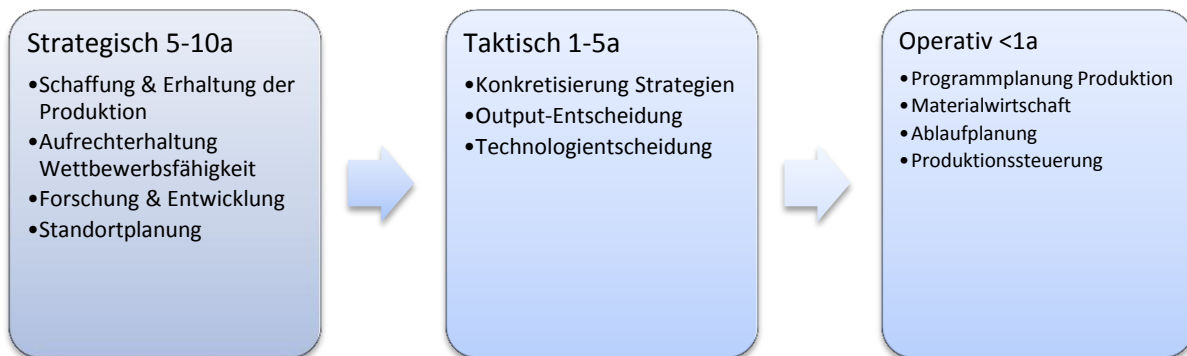 Strategisch 5-10a
•Schaffung & Erhaltung der
Produktion
•Aufrechterhaltung
Wettbewerbsfähigkeit
•Forschung & Entwicklung
•Standortplanung
Taktisch 1-5a
•Konkretisierung Strategien
•Output-Entscheidung
•Technologientscheidung
Operativ <1a
•Programmplanung Produktion
•Materialwirtschaft
•Ablaufplanung
•Produktionssteuerung